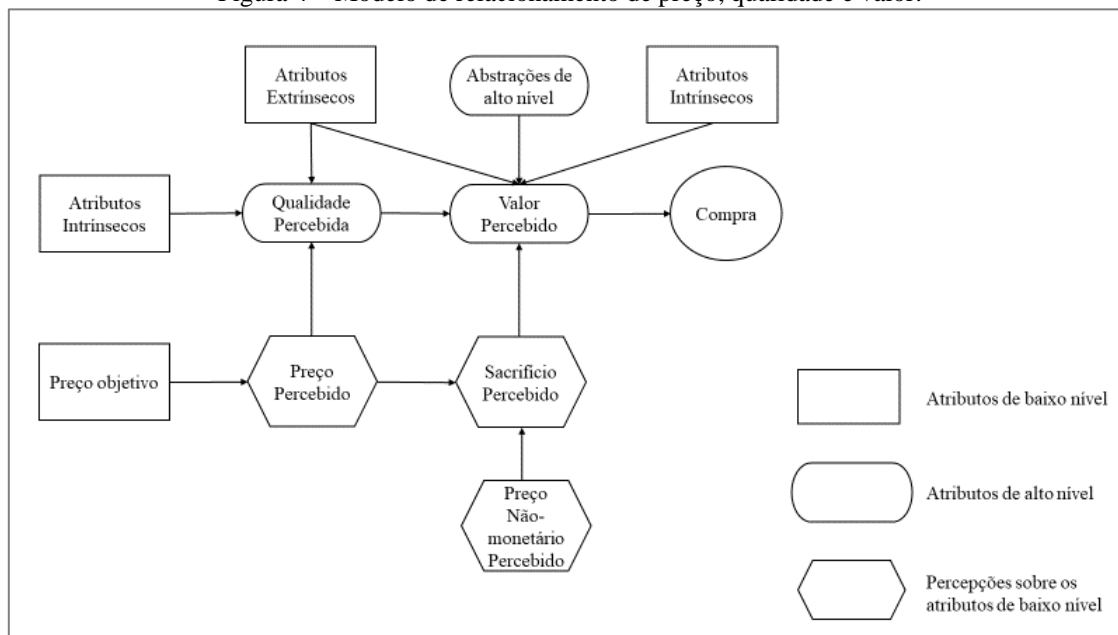 Atributos
Extrínsecos
Abstrações de
alto nível
Atributos
Intrínsecos
Atributos
Intrínsecos
Qualidade
Percebida
Valor
Percebido
Compra
Preço objetivo
Preço
Percebido
Sacrifício
Percebido
Preço
Não-
monetário
Percebido
Atributos de baixo nível
Atributos de alto nível
Percepções sobre os
atributos de baixo nível